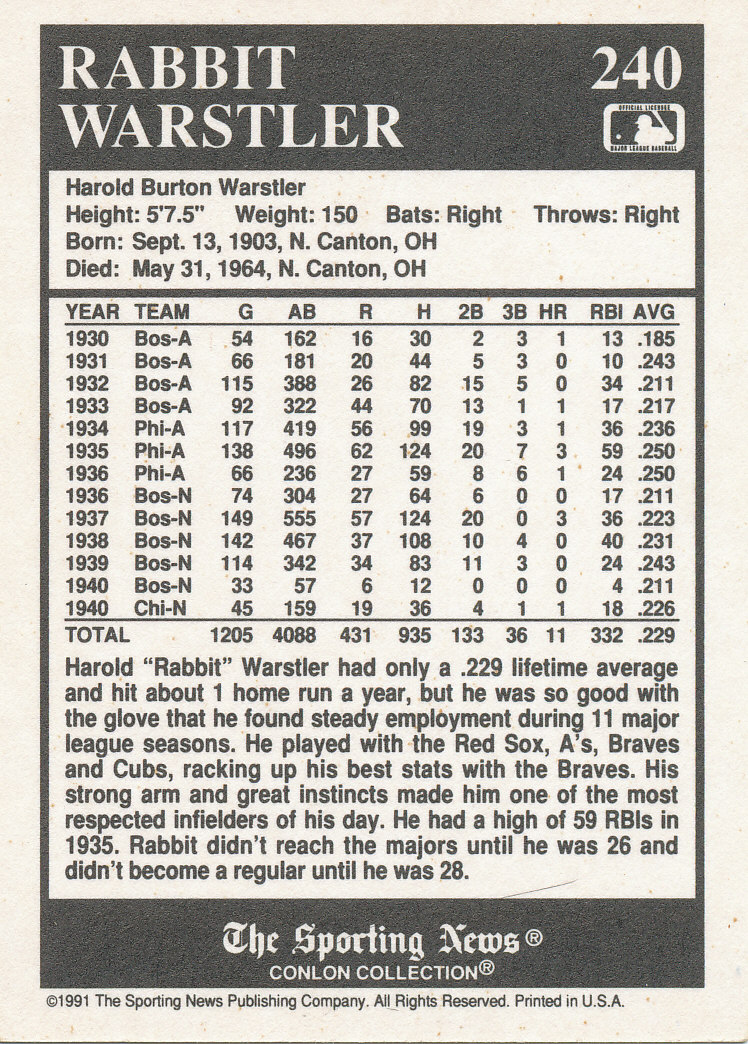 RABBIT 240
WARSTLER
OFFICIAL LICENSEE
MAJOR LEAGUE BASEBALL
Harold Burton Warstler
Height: 5'7.5" Weight: 150 Bats: Right Throws: Right
Born: Sept. 13, 1903, N. Canton, OH
Died: May 31, 1964, N. Canton, OH
YEAR TEAM G AB R H 2B 3B HR RBI AVG
1930 Bos-A 54 162 16 30 2 3 1 13 .185
1931 Bos-A 66 181 20 44 5 3 0 10 .243
1932 Bos-A 115 388 26 82 15 5 0 34 .211
1933 Bos-A 92 322 44 70 13 1 1 17 .217
1934 Phi-A 117 419 56 99 19 3 1 36 .236
1935 Phi-A 138 496 62 124 20 7 3 59 .250
1936 Phi-A 66 236 27 59 8 6 1 24 .250
1936 Bos-N 74 304 27 64 6 0 0 17 .211
1937 Bos-N 149 555 57 124 20 0 3 36 .223
1938 Bos-N 142 467 37 108 10 4 0 40 .231
1939 Bos-N 114 342 34 83 11 3 0 24 .243
1940 Bos-N 33 57 6 12 0 0 0 4 .211
1940 Chi-N 45 159 19 36 4 1 1 18 .226
TOTAL 1205 4088 431 935 133 36 11 332 .229
Harold “Rabbit” Warstler had only a .229 lifetime average
and hit about 1 home run a year, but he was so good with
the glove that he found steady employment during 11 major
league seasons. He played with the Red Sox, A's, Braves
and Cubs, racking up his best stats with the Braves. His
strong arm and great instincts made him one of the most
respected infielders of his day. He had a high of 59 RBIs in
1935. Rabbit didn't reach the majors until he was 26 and
didn't become a regular until he was 28.
The Sporting News®
CONLON COLLECTION®
©1991 The Sporting News Publishing Company. All Rights Reserved. Printed in U.S.A.